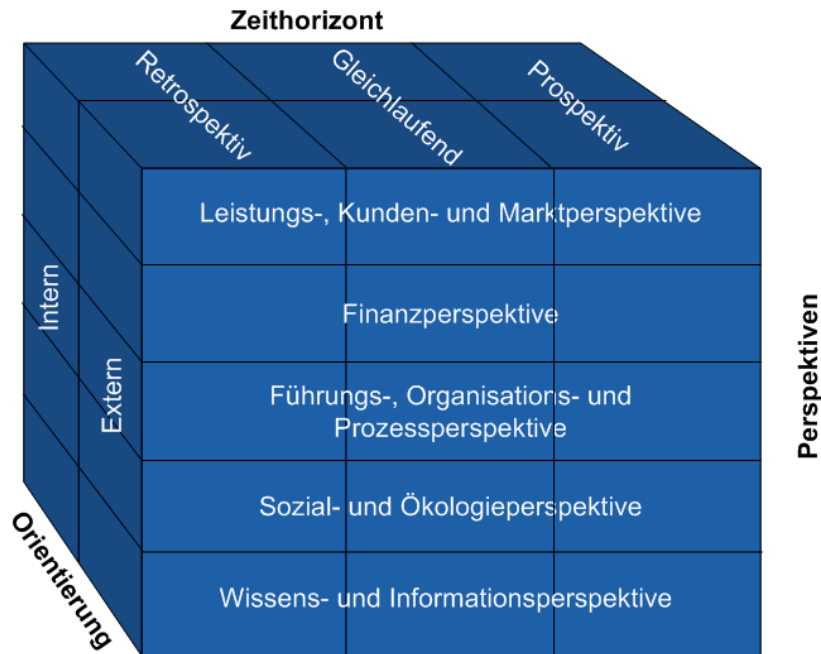 Zeithorizont
Retrospektiv
Gleichlaufend
Prospektiv
Leistungs-, Kunden- und Marktperspektive
Finanzperspektive
Führungs-, Organisations- und
Prozessperspektive
Sozial- und Ökologieperspektive
Wissens- und Informationsperspektive
Intern
Extern
Orientierung
Perspektiven